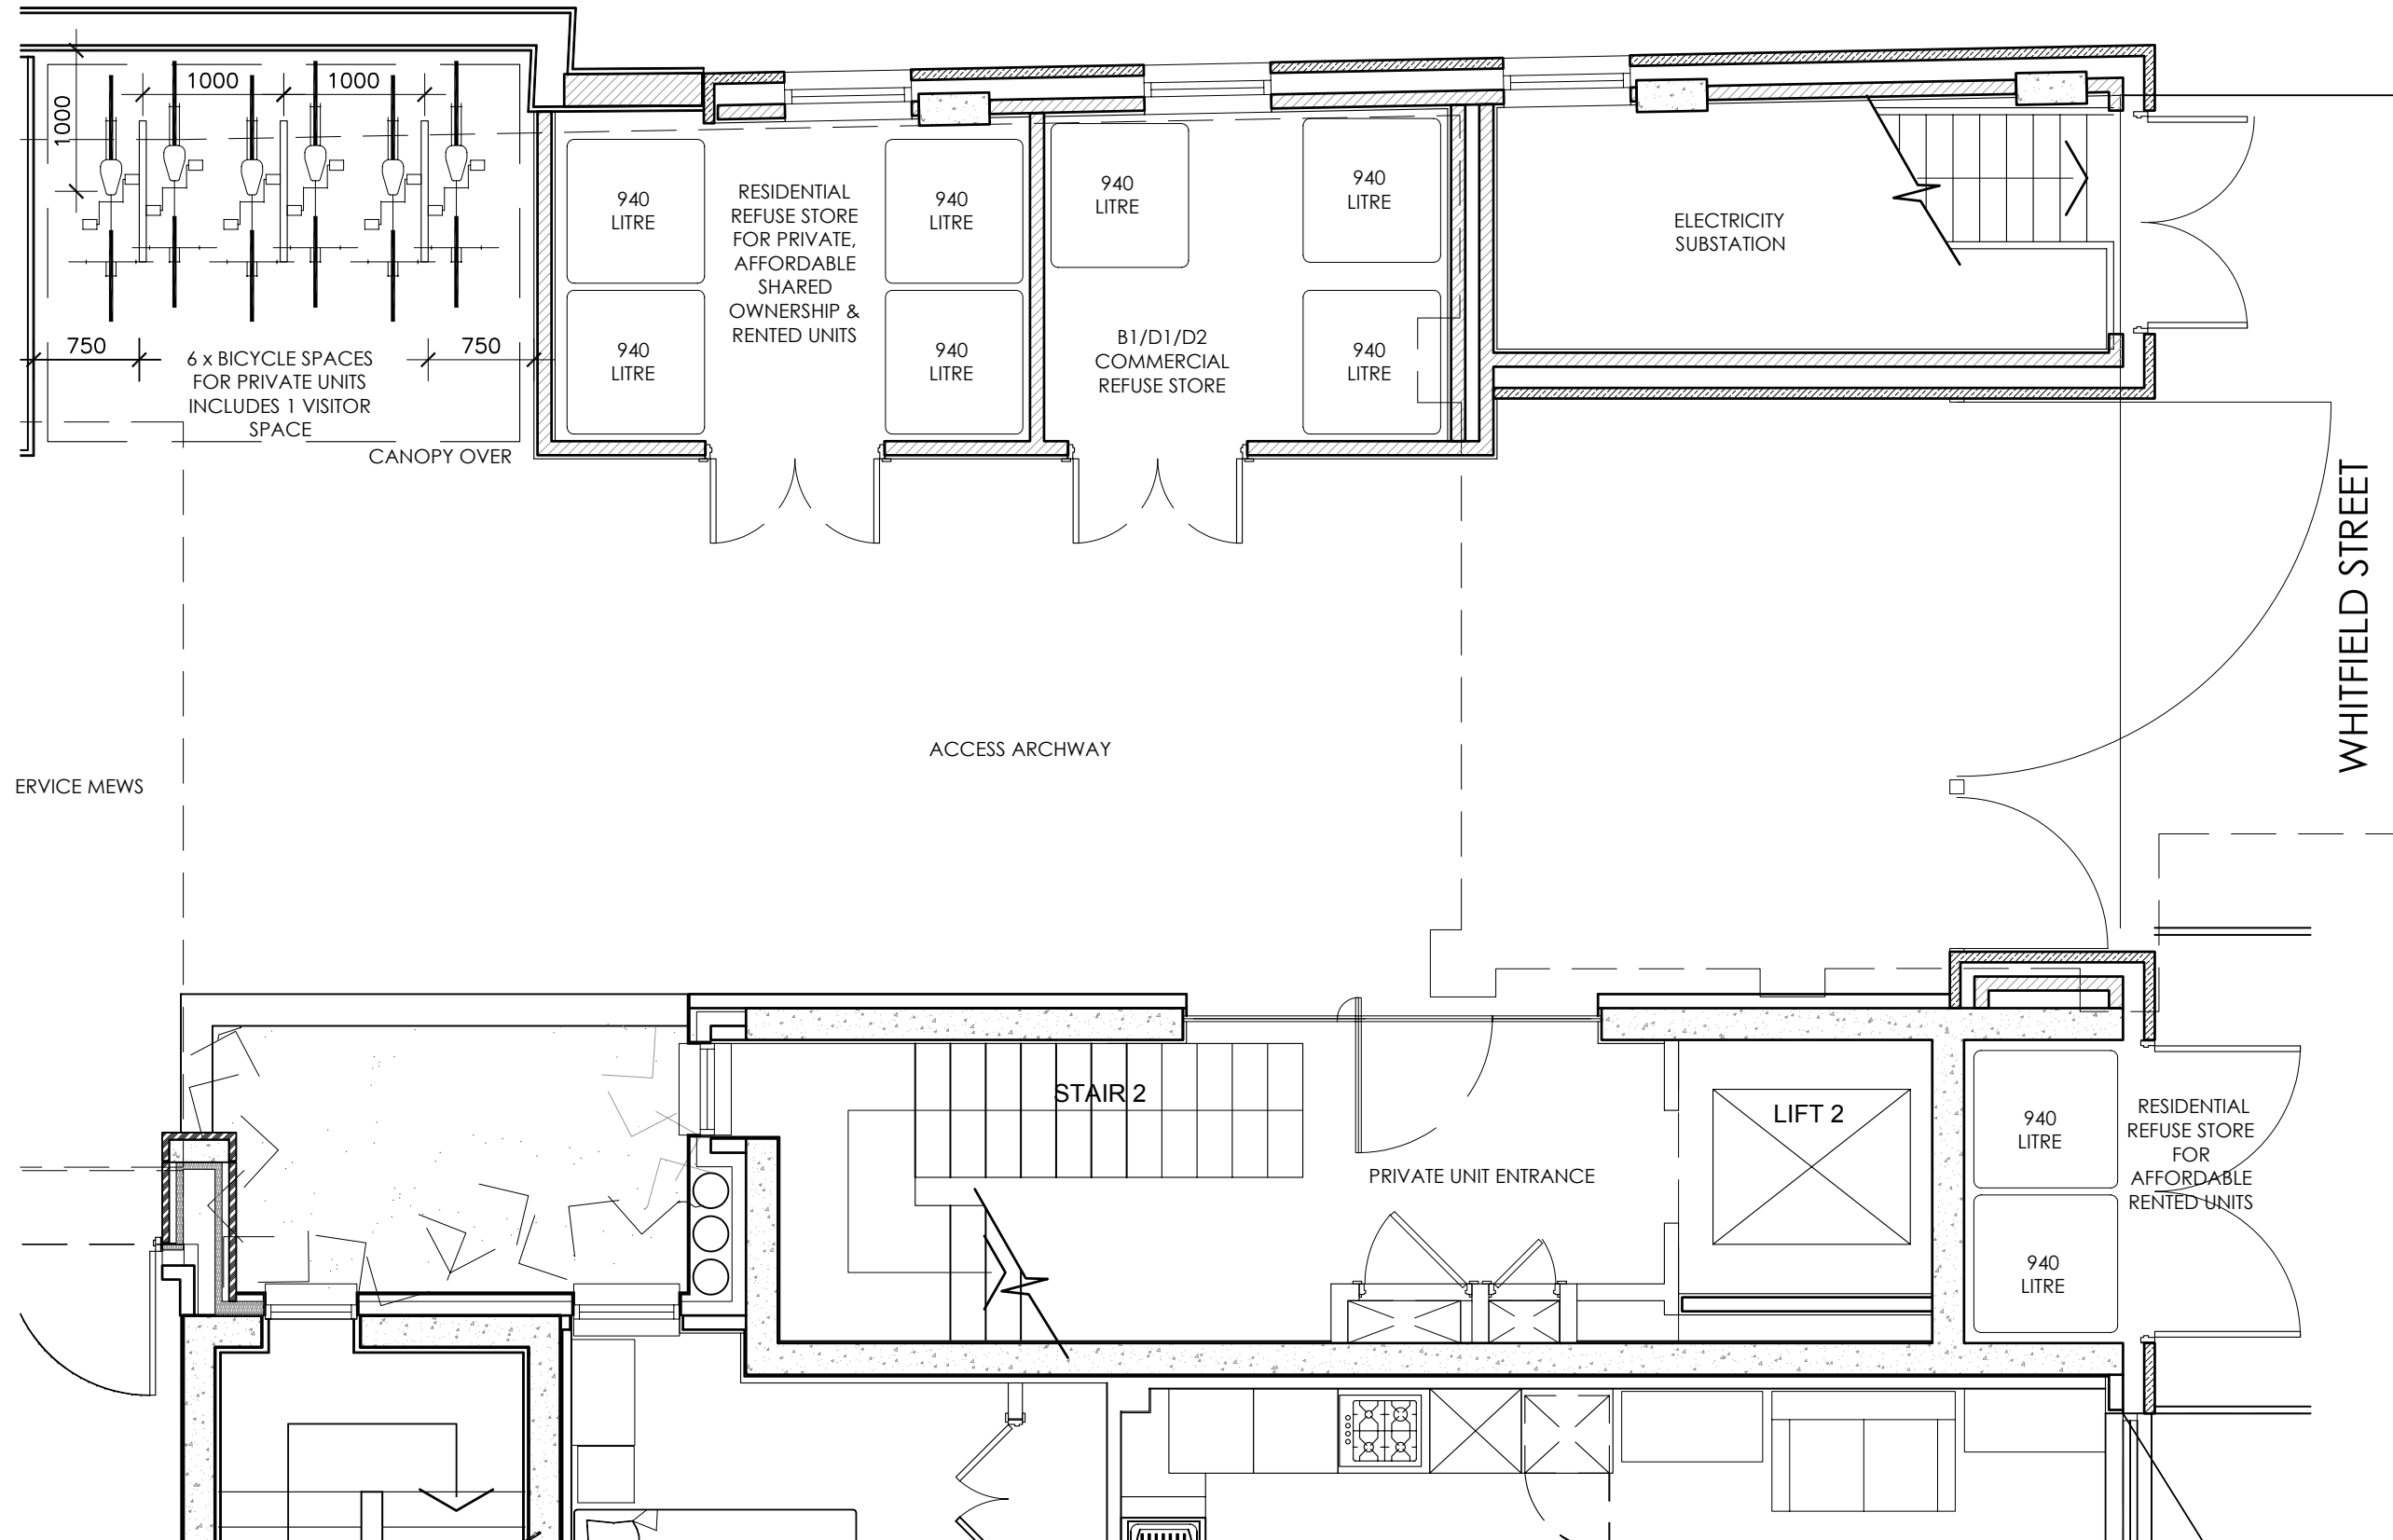 1000
1000
1000
750
750
6 x BICYCLE SPACES
FOR PRIVATE UNITS
INCLUDES 1 VISITOR
SPACE
CANOPY OVER
940
LITRE
940
LITRE
RESIDENTIAL
REFUSE STORE
FOR PRIVATE,
AFFORDABLE
SHARED
OWNERSHIP &
RENTED UNITS
940
LITRE
940
LITRE
940
LITRE
940
LITRE
940
LITRE
B1/D1/D2
COMMERCIAL
REFUSE STORE
ELECTRICITY
SUBSTATION
WHITFIELD STREET
ACCESS ARCHWAY
ERVICE MEWS
STAIR 2
PRIVATE UNIT ENTRANCE
LIFT 2
940
LITRE
940
LITRE
RESIDENTIAL
REFUSE STORE
FOR
AFFORDABLE
RENTED UNITS